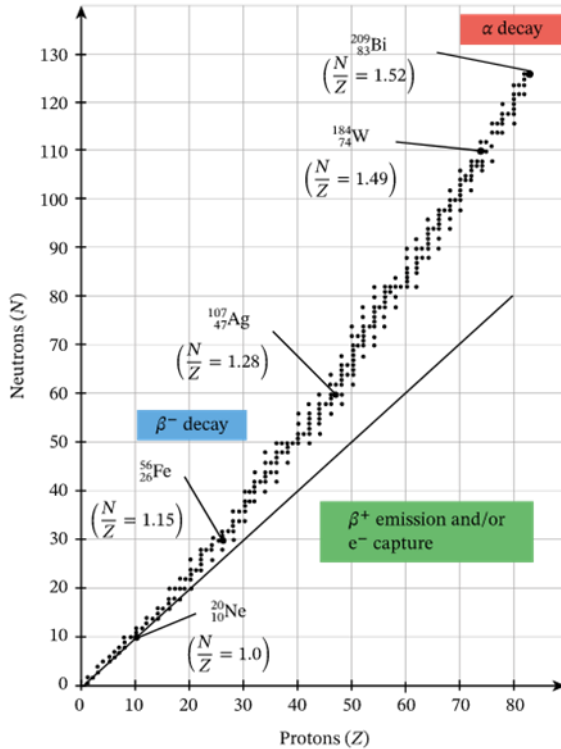 α decay
130
²⁰⁹₈₃Bi
(N/Z = 1.52)
120
¹⁸⁴₇₄W
110
(N/Z = 1.49)
100
90
80
¹⁰⁷₄₇Ag
70
(N/Z = 1.28)
60
β⁻ decay
50
⁵⁶₂₆Fe
40
(N/Z = 1.15)
β⁺ emission and/or
e⁻ capture
30
20
²⁰₁₀Ne
10
(N/Z = 1.0)
0
0 10 20 30 40 50 60 70 80
Protons (Z)
Neutrons (N)